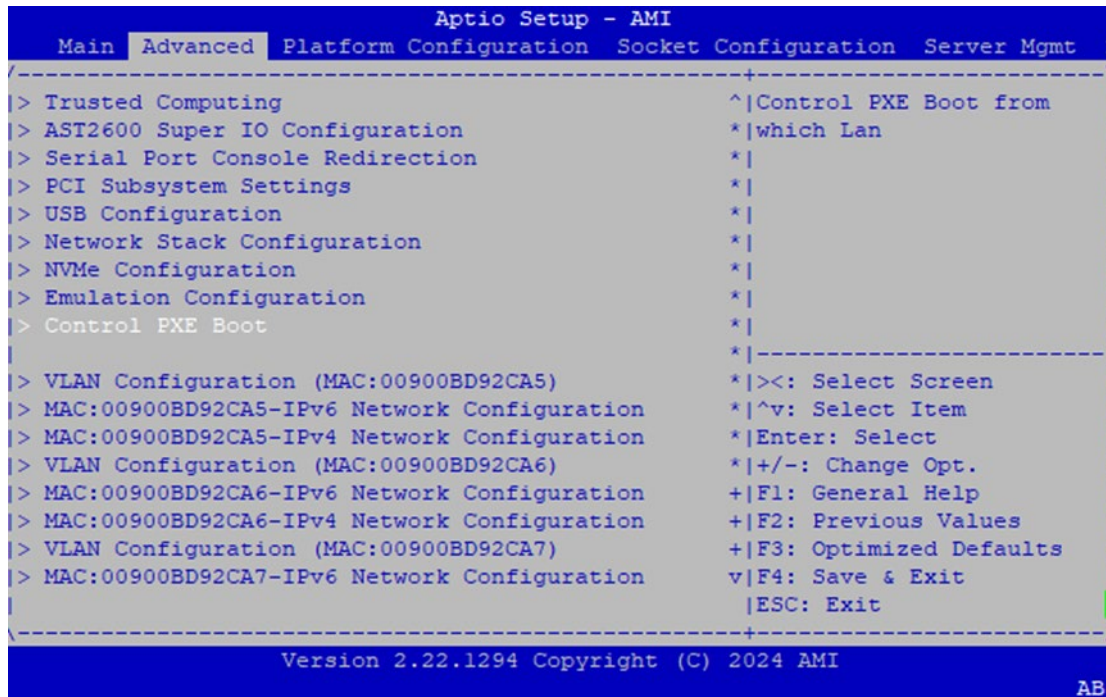 Aptio Setup - AMI
Main Advanced Platform Configuration Socket Configuration Server Mgmt
/----------------------------------------------------+-------------------------
|> Trusted Computing ^|Control PXE Boot from
|> AST2600 Super IO Configuration *|which Lan
|> Serial Port Console Redirection *|
|> PCI Subsystem Settings *|
|> USB Configuration *|
|> Network Stack Configuration *|
|> NVMe Configuration *|
|> Emulation Configuration *|
|> Control PXE Boot *|
| *|-------------------------
|> VLAN Configuration (MAC:00900BD92CA5) *|><: Select Screen
|> MAC:00900BD92CA5-IPv6 Network Configuration *|^v: Select Item
|> MAC:00900BD92CA5-IPv4 Network Configuration *|Enter: Select
|> VLAN Configuration (MAC:00900BD92CA6) *|+/-: Change Opt.
|> MAC:00900BD92CA6-IPv6 Network Configuration +|F1: General Help
|> MAC:00900BD92CA6-IPv4 Network Configuration +|F2: Previous Values
|> VLAN Configuration (MAC:00900BD92CA7) +|F3: Optimized Defaults
|> MAC:00900BD92CA7-IPv6 Network Configuration v|F4: Save & Exit
| |ESC: Exit
\----------------------------------------------------+-------------------------
Version 2.22.1294 Copyright (C) 2024 AMI
AB